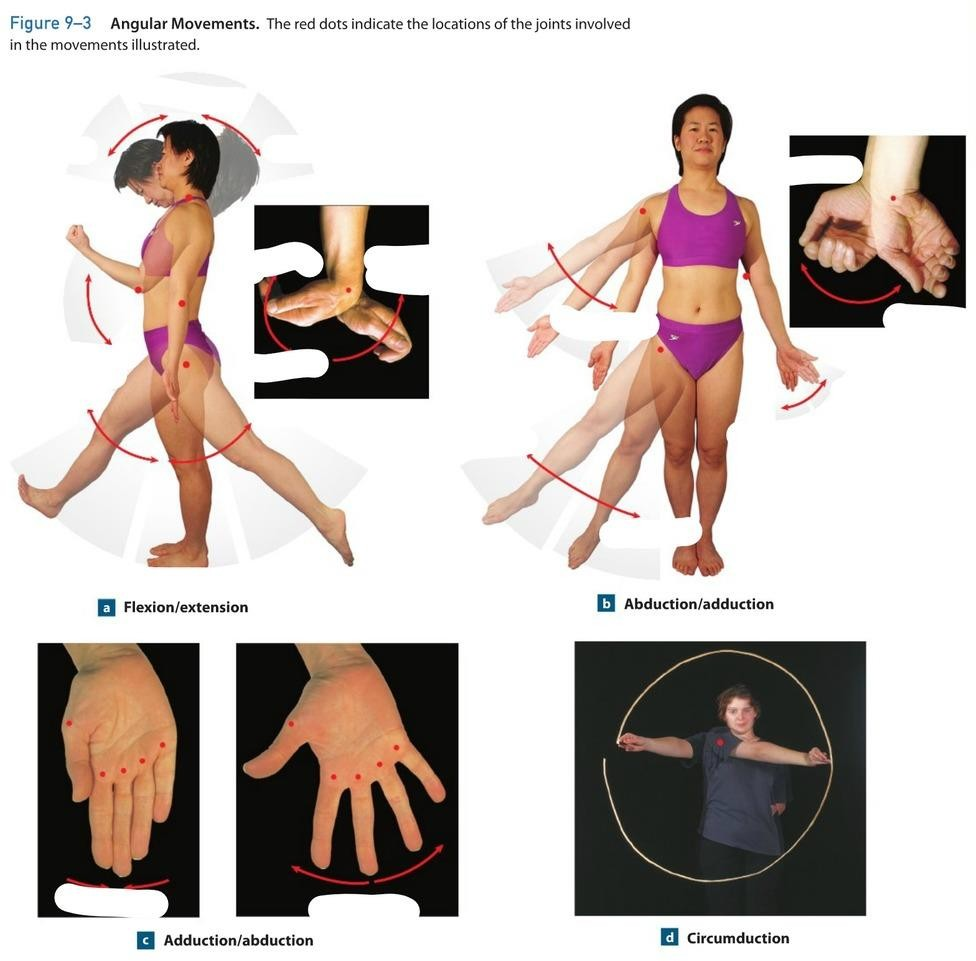 Figure 9–3 Angular Movements. The red dots indicate the locations of the joints involved
in the movements illustrated.
a Flexion/extension
b Abduction/adduction
c Adduction/abduction
d Circumduction